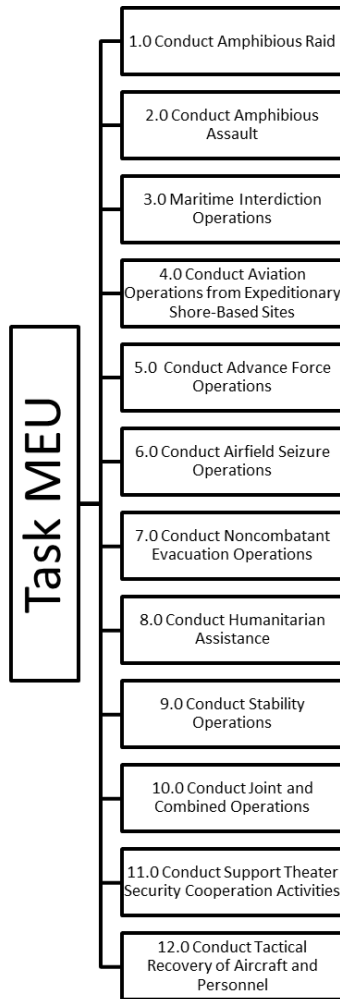 Task MEU
1.0 Conduct Amphibious Raid
2.0 Conduct Amphibious
Assault
3.0 Maritime Interdiction
Operations
4.0 Conduct Aviation
Operations from Expeditionary
Shore-Based Sites
5.0 Conduct Advance Force
Operations
6.0 Conduct Airfield Seizure
Operations
7.0 Conduct Noncombatant
Evacuation Operations
8.0 Conduct Humanitarian
Assistance
9.0 Conduct Stability
Operations
10.0 Conduct Joint and
Combined Operations
11.0 Conduct Support Theater
Security Cooperation Activities
12.0 Conduct Tactical
Recovery of Aircraft and
Personnel